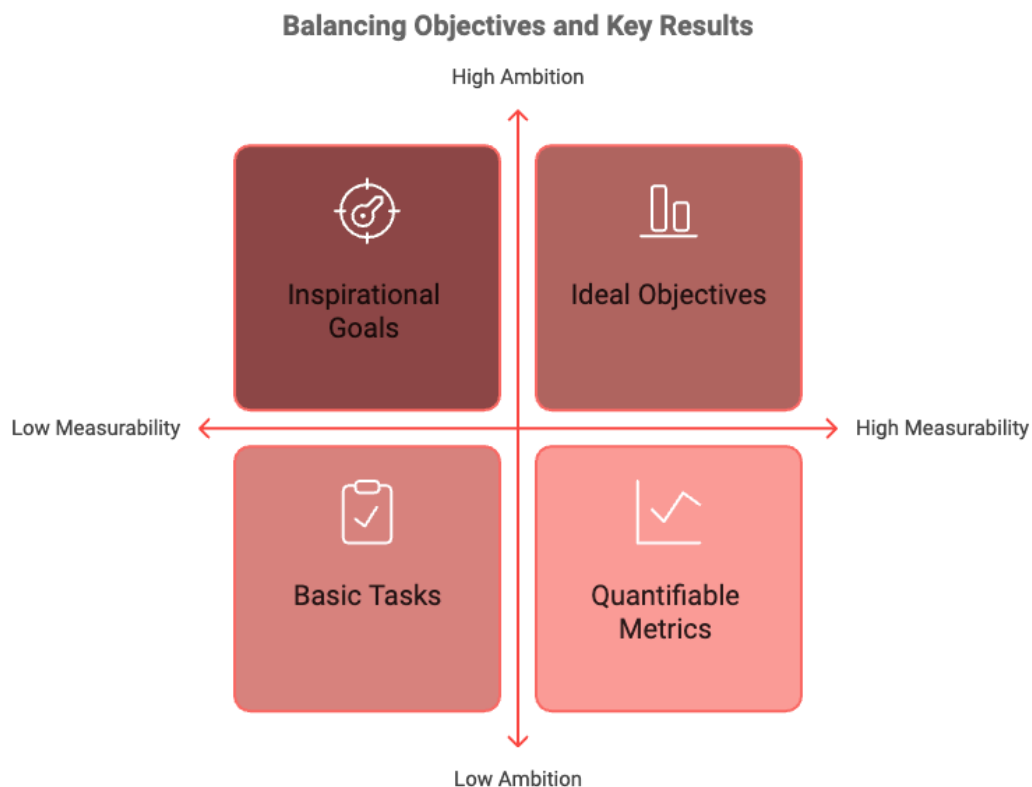 Balancing Objectives and Key Results
High Ambition
Inspirational
Goals
Ideal Objectives
Low Measurability
High Measurability
Basic Tasks
Quantifiable
Metrics
Low Ambition